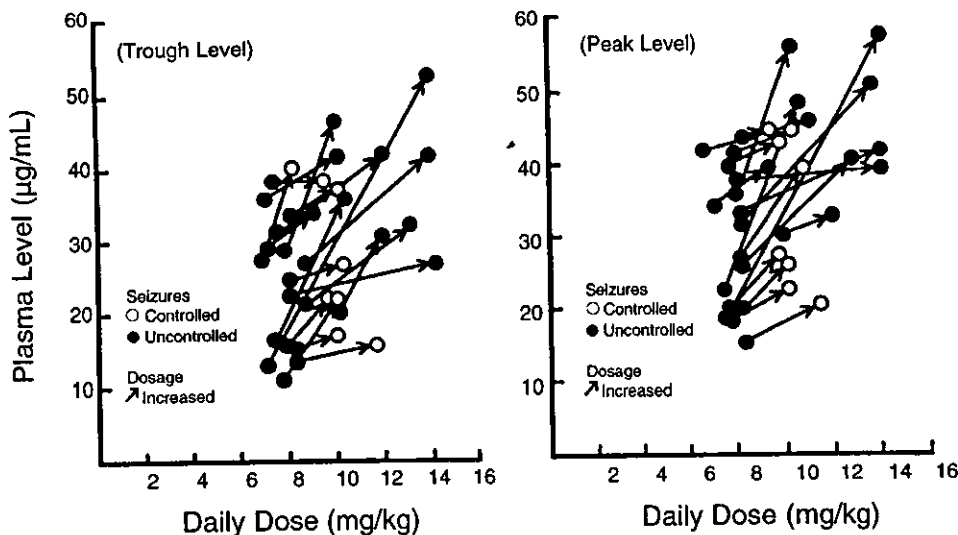 60
(Trough Level)
50
40
30
20
10
Plasma Level (µg/mL)
Seizures
Controlled
Uncontrolled
Dosage
Increased
2 4 6 8 10 12 14 16
Daily Dose (mg/kg)
60
(Peak Level)
50
40
30
20
10
Seizures
Controlled
Uncontrolled
Dosage
Increased
2 4 6 8 10 12 14 16
Daily Dose (mg/kg)